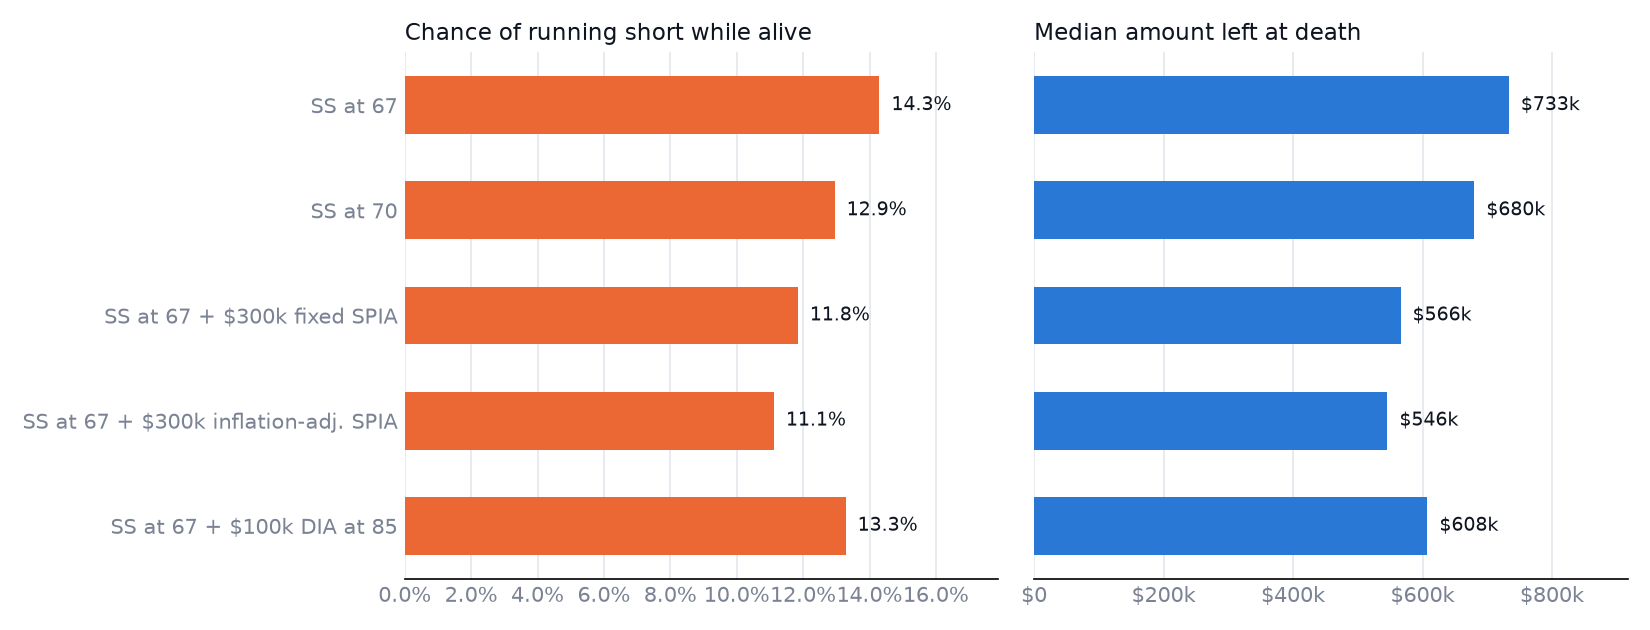 Chance of running short while alive
Median amount left at death
SS at 67
14.3%
$733k
SS at 70
12.9%
$680k
SS at 67 + $300k fixed SPIA
11.8%
$566k
SS at 67 + $300k inflation-adj. SPIA
11.1%
$546k
SS at 67 + $100k DIA at 85
13.3%
$608k
0.0% 2.0% 4.0% 6.0% 8.0% 10.0% 12.0% 14.0% 16.0%
$0 $200k $400k $600k $800k